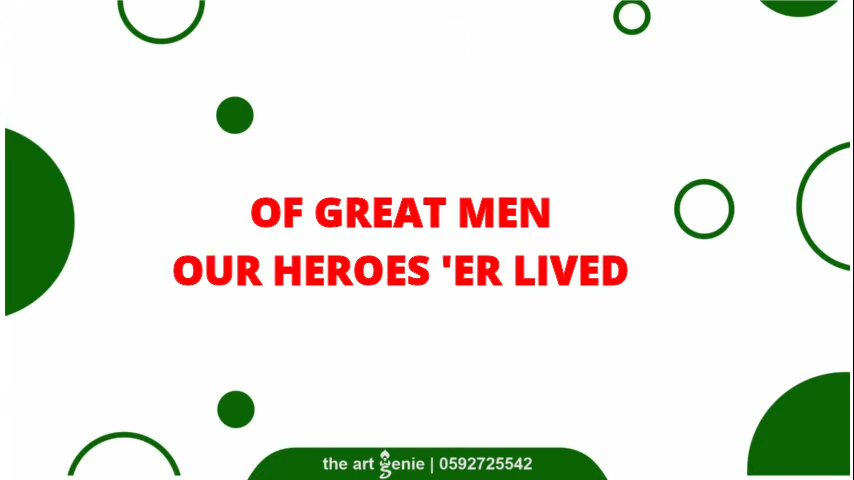 OF GREAT MEN
OUR HEROES 'ER LIVED
the art genie | 0592725542